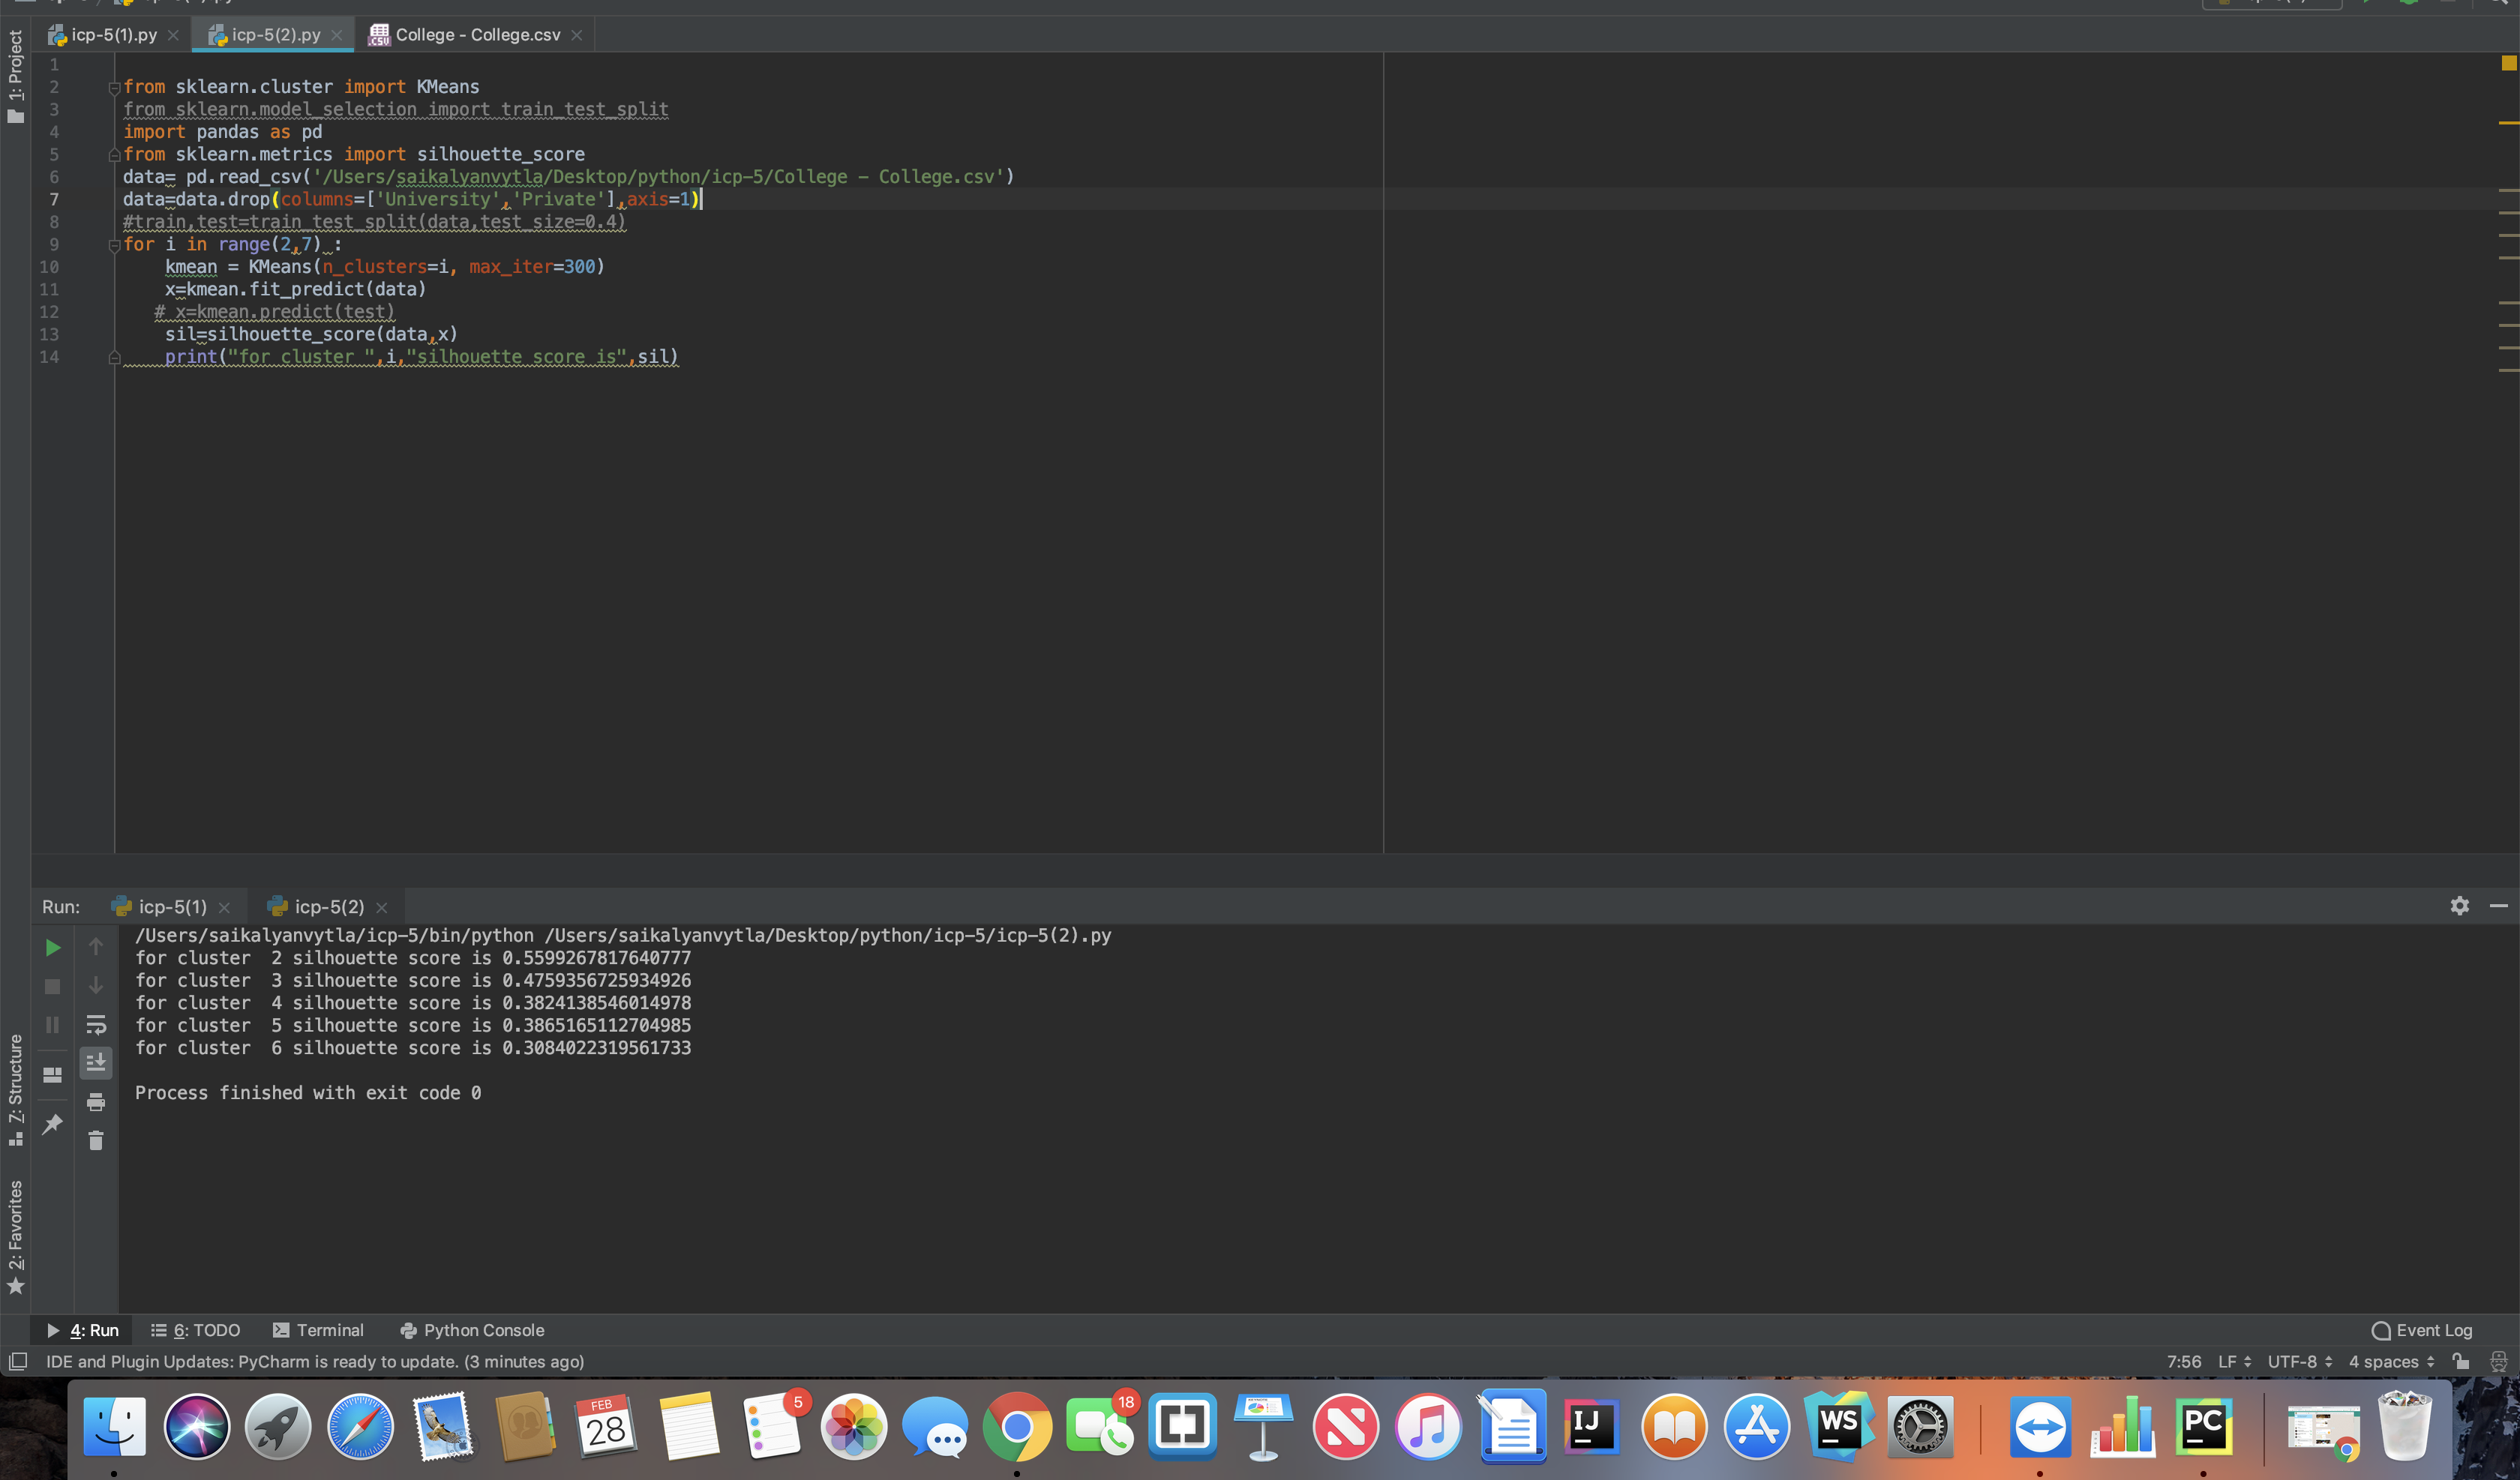 icp-5(1).py
icp-5(2).py
College - College.csv
1: Project
1
2 from sklearn.cluster import KMeans
3 from sklearn.model_selection import train_test_split
4 import pandas as pd
5 from sklearn.metrics import silhouette_score
6 data= pd.read_csv('/Users/saikalyanvytla/Desktop/python/icp-5/College - College.csv')
7 data=data.drop(columns=['University','Private'],axis=1)
8 #train,test=train_test_split(data,test_size=0.4)
9 for i in range(2,7) :
10     kmean = KMeans(n_clusters=i, max_iter=300)
11     x=kmean.fit_predict(data)
12    # x=kmean.predict(test)
13     sil=silhouette_score(data,x)
14     print("for cluster ",i,"silhouette score is",sil)
Run: icp-5(1) icp-5(2)
/Users/saikalyanvytla/icp-5/bin/python /Users/saikalyanvytla/Desktop/python/icp-5/icp-5(2).py
for cluster  2 silhouette score is 0.5599267817640777
for cluster  3 silhouette score is 0.4759356725934926
for cluster  4 silhouette score is 0.3824138546014978
for cluster  5 silhouette score is 0.3865165112704985
for cluster  6 silhouette score is 0.3084022319561733
Process finished with exit code 0
7: Structure
2: Favorites
4: Run 6: TODO Terminal Python Console Event Log
IDE and Plugin Updates: PyCharm is ready to update. (3 minutes ago) 7:56 LF UTF-8 4 spaces
FEB
28
5
18
IJ
WS
PC